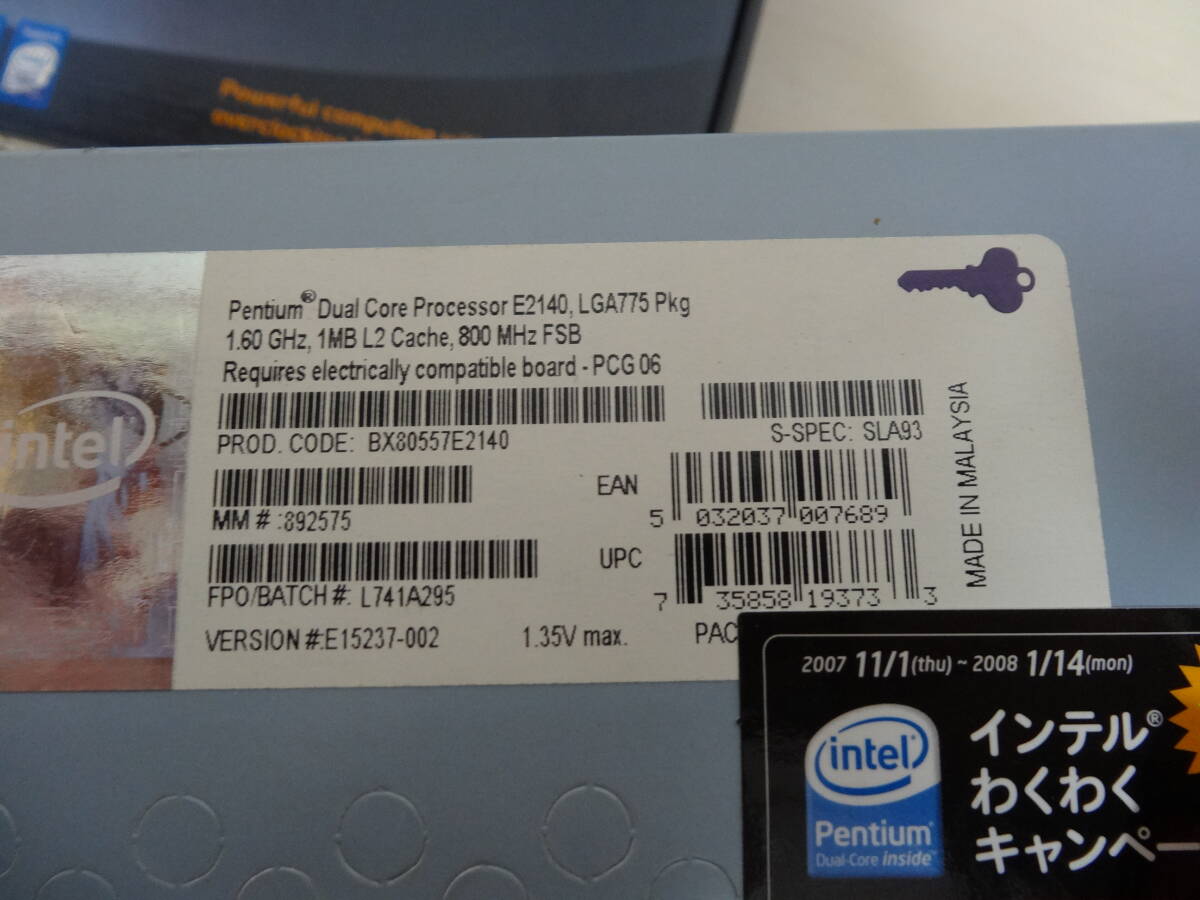 Powerful computing
overclocking
Pentium® Dual Core Processor E2140, LGA775 Pkg
1.60 GHz, 1MB L2 Cache, 800 MHz FSB
Requires electrically compatible board - PCG 06
PROD. CODE: BX80557E2140
S-SPEC: SLA93
MADE IN MALAYSIA
intel
MM # :892575
EAN
5 032037 007689
FPO/BATCH #: L741A295
UPC
7 35858 19373 3
VERSION #:E15237-002 1.35V max. PAC
2007 11/1(thu) ~ 2008 1/14(mon)
インテル®
わくわく
キャンペー
intel®
Pentium®
Dual-Core inside™